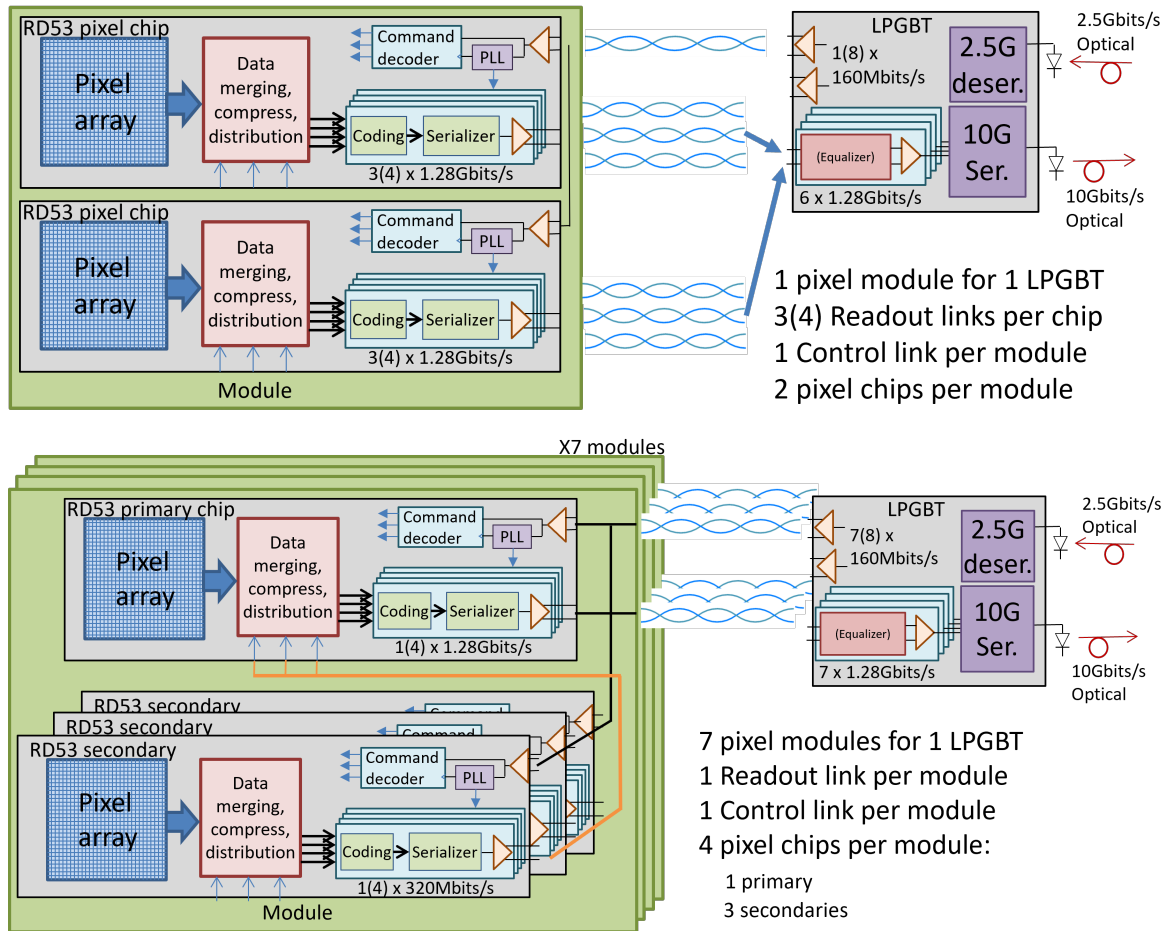 RD53 pixel chip
Pixel
array
Data
merging,
compress,
distribution
Command
decoder
PLL
Coding
Serializer
3(4) x 1.28Gbits/s
RD53 pixel chip
Pixel
array
Data
merging,
compress,
distribution
Command
decoder
PLL
Coding
Serializer
3(4) x 1.28Gbits/s
Module
LPGBT
1(8) x
160Mbits/s
2.5G
deser.
(Equalizer)
10G
Ser.
6 x 1.28Gbits/s
2.5Gbits/s
Optical
10Gbits/s
Optical
1 pixel module for 1 LPGBT
3(4) Readout links per chip
1 Control link per module
2 pixel chips per module
X7 modules
RD53 primary chip
Pixel
array
Data
merging,
compress,
distribution
Command
decoder
PLL
Coding
Serializer
1(4) x 1.28Gbits/s
RD53 secondary
Command
RD53 secondary
RD53 secondary
Pixel
array
Data
merging,
compress,
distribution
Command
decoder
PLL
Coding
Serializer
1(4) x 320Mbits/s
Module
LPGBT
7(8) x
160Mbits/s
2.5G
deser.
(Equalizer)
10G
Ser.
7 x 1.28Gbits/s
2.5Gbits/s
Optical
10Gbits/s
Optical
7 pixel modules for 1 LPGBT
1 Readout link per module
1 Control link per module
4 pixel chips per module:
1 primary
3 secondaries